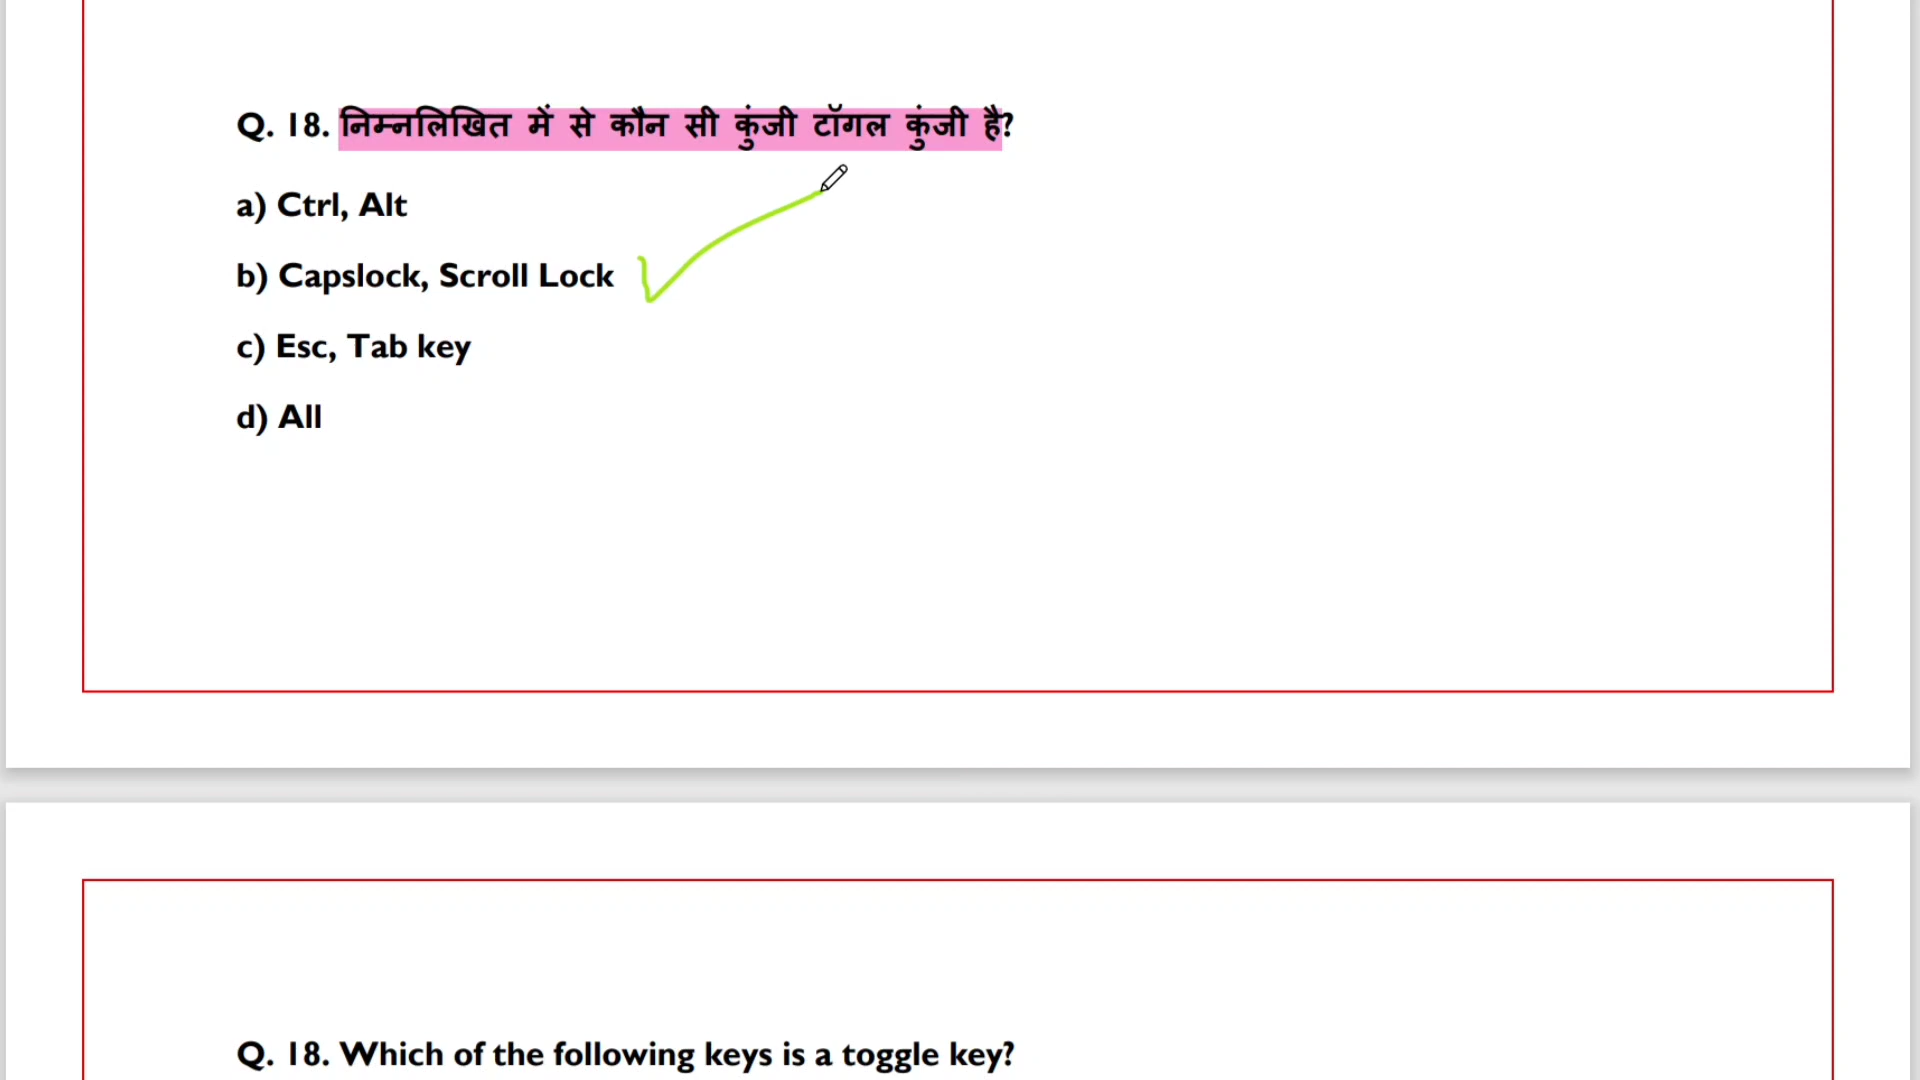 Q. 18. निम्नलिखित में से कौन सी कुंजी टॉगल कुंजी है?
a) Ctrl, Alt
b) Capslock, Scroll Lock
c) Esc, Tab key
d) All
Q. 18. Which of the following keys is a toggle key?